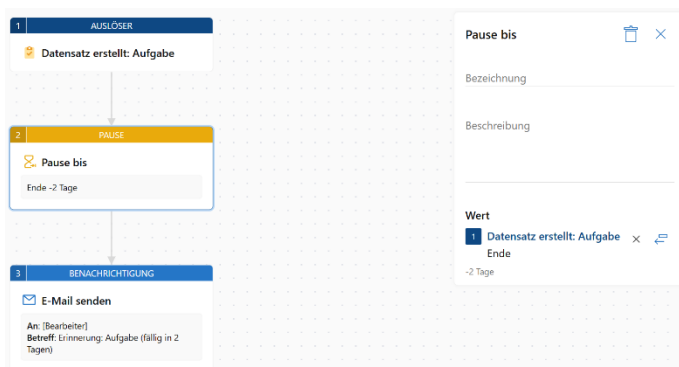 1 AUSLÖSER
Datensatz erstellt: Aufgabe
2 PAUSE
Pause bis
Ende -2 Tage
3 BENACHRICHTIGUNG
E-Mail senden
An: [Bearbeiter]
Betreff: Erinnerung: Aufgabe (fällig in 2
Tagen)
Pause bis
Bezeichnung
Beschreibung
Wert
1 Datensatz erstellt: Aufgabe
Ende
-2 Tage